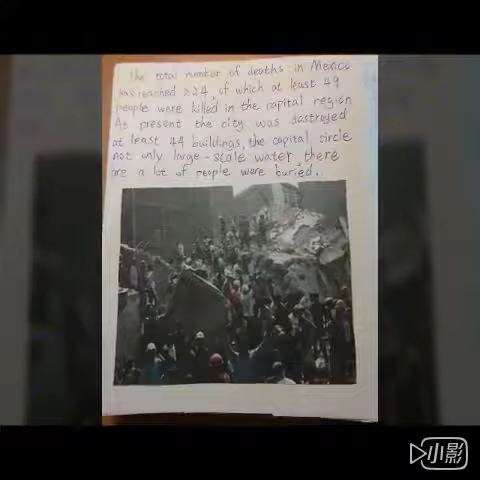 The total number of deaths in Mexico
has reached 224, of which at least 49
people were killed in the capital region
At present the city was dastroyed
at least 44 buildings, the capital circle
not only large-scale water, there
are a lot of people were buried.
小影